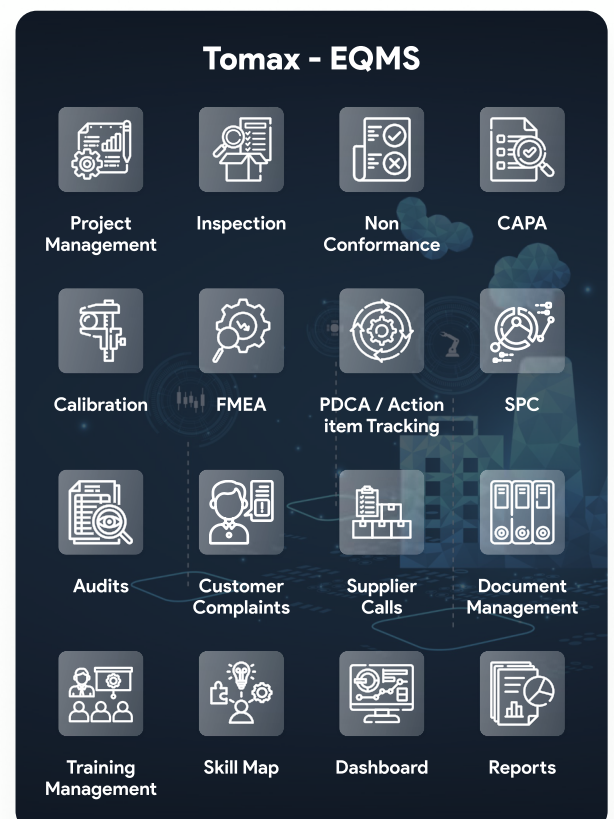 Tomax - EQMS
Project
Management
Inspection
Non
Conformance
CAPA
Calibration
FMEA
PDCA / Action
item Tracking
SPC
Audits
Customer
Complaints
Supplier
Calls
Document
Management
Training
Management
Skill Map
Dashboard
Reports